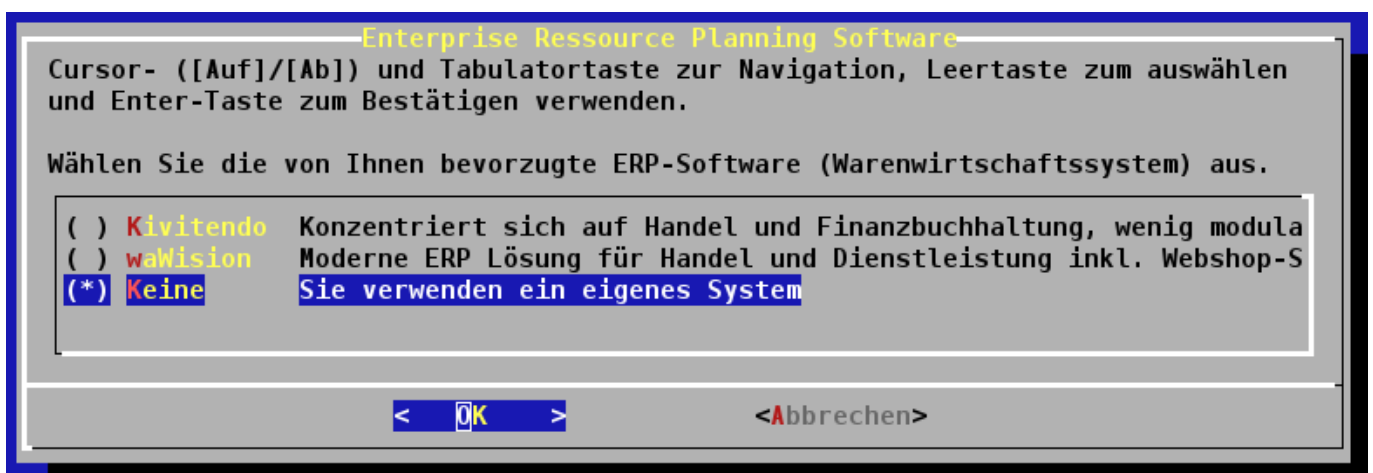 Enterprise Ressource Planning Software
Cursor- ([Auf]/[Ab]) und Tabulatortaste zur Navigation, Leertaste zum auswählen
und Enter-Taste zum Bestätigen verwenden.
Wählen Sie die von Ihnen bevorzugte ERP-Software (Warenwirtschaftssystem) aus.
( ) Kivitendo Konzentriert sich auf Handel und Finanzbuchhaltung, wenig modula
( ) waWision Moderne ERP Lösung für Handel und Dienstleistung inkl. Webshop-S
(*) Keine Sie verwenden ein eigenes System
< OK > <Abbrechen>